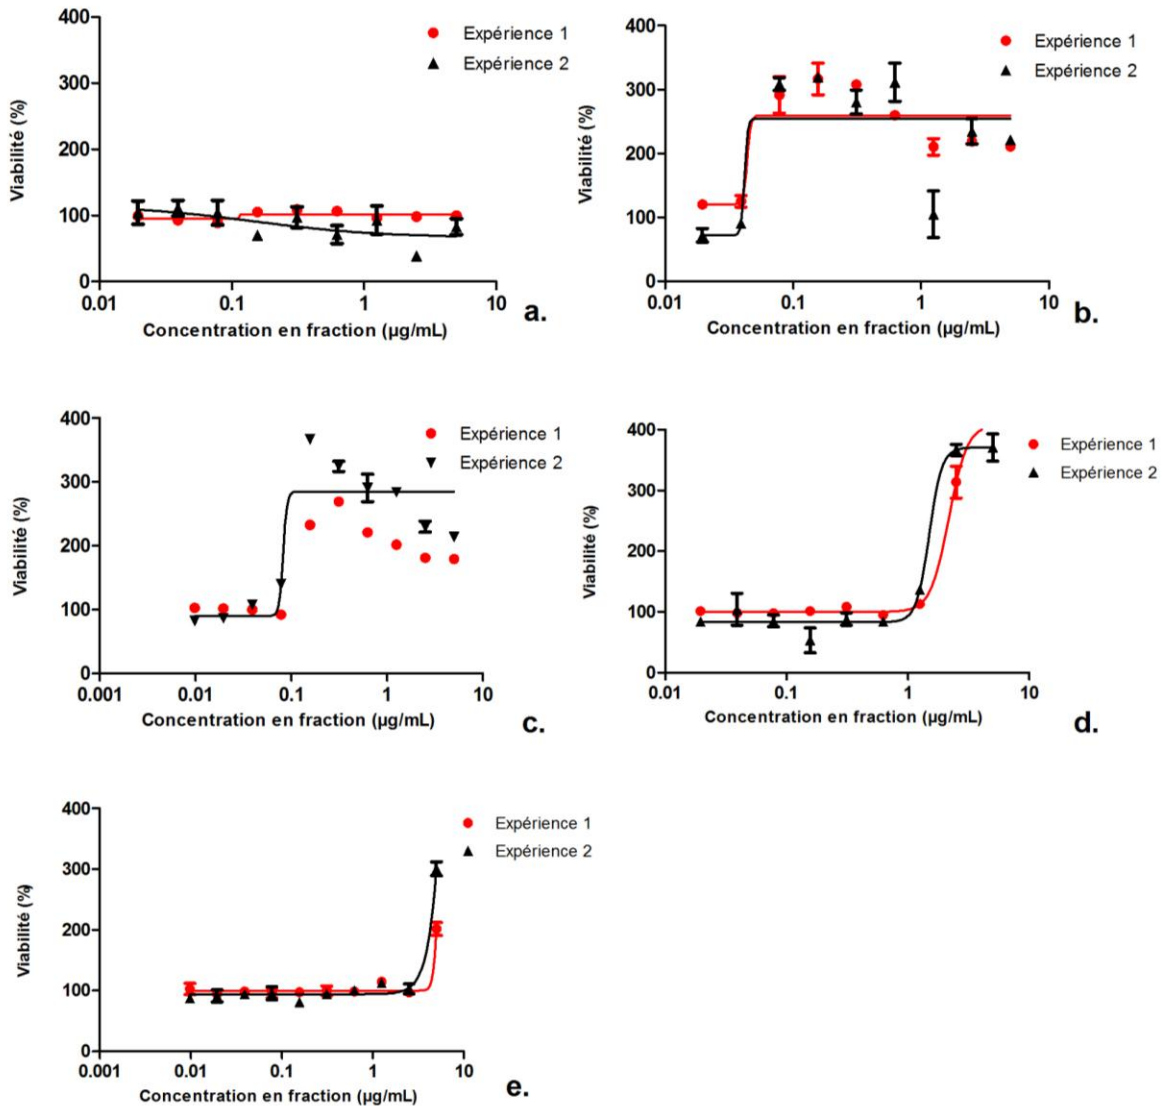 400
300
200
100
0
Viabilité (%)
0.01 0.1 1 10
Concentration en fraction (µg/mL)
Expérience 1
Expérience 2
a.
400
300
200
100
0
Viabilité (%)
0.01 0.1 1 10
Concentration en fraction (µg/mL)
Expérience 1
Expérience 2
b.
400
300
200
100
0
Viabilité (%)
0.001 0.01 0.1 1 10
Concentration en fraction (µg/mL)
Expérience 1
Expérience 2
c.
400
300
200
100
0
Viabilité (%)
0.01 0.1 1 10
Concentration en fraction (µg/mL)
Expérience 1
Expérience 2
d.
400
300
200
100
0
Viabilité (%)
0.001 0.01 0.1 1 10
Concentration en fraction (µg/mL)
Expérience 1
Expérience 2
e.